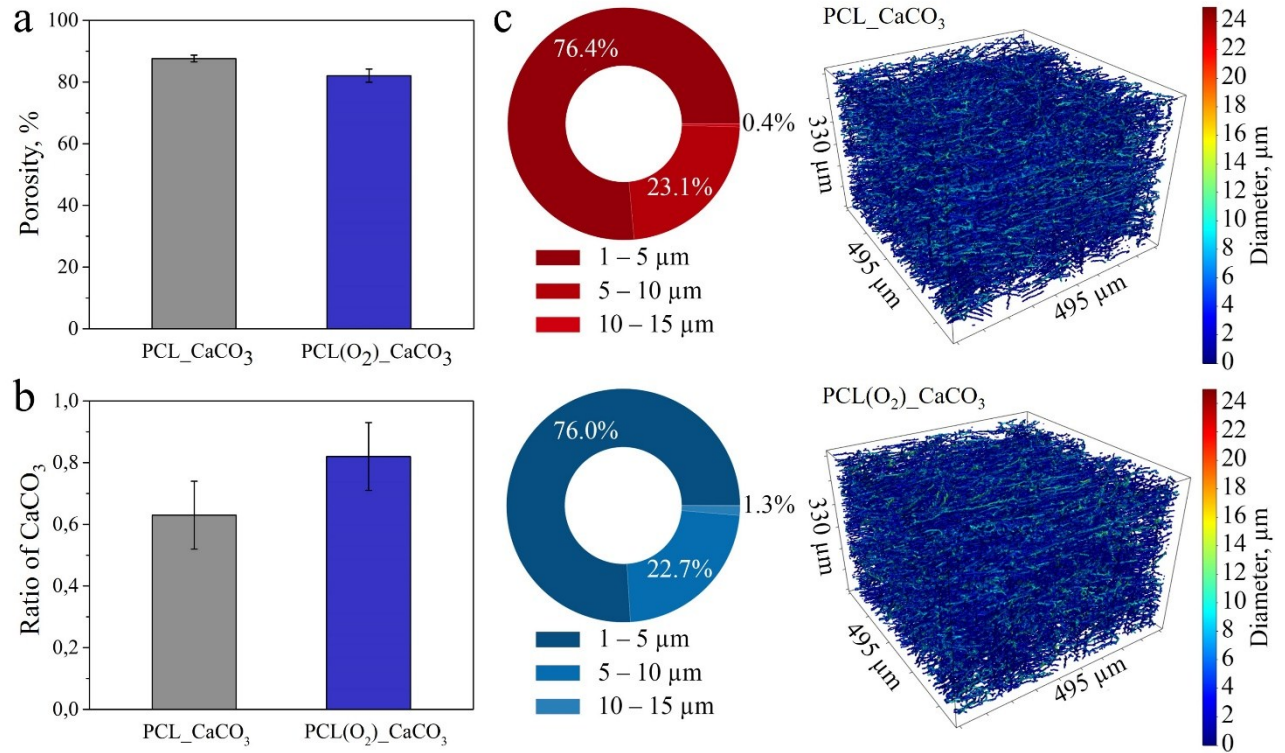 a
Porosity, %
100
80
60
40
20
0
PCL_CaCO₃
PCL(O₂)_CaCO₃
b
Ratio of CaCO₃
1,0
0,8
0,6
0,4
0,2
0,0
PCL_CaCO₃
PCL(O₂)_CaCO₃
c
76.4%
0.4%
23.1%
1 – 5 µm
5 – 10 µm
10 – 15 µm
PCL_CaCO₃
330 µm
495 µm
495 µm
24
22
20
18
16
14
12
10
8
6
4
2
0
Diameter, µm
76.0%
1.3%
22.7%
1 – 5 µm
5 – 10 µm
10 – 15 µm
PCL(O₂)_CaCO₃
330 µm
495 µm
495 µm
24
22
20
18
16
14
12
10
8
6
4
2
0
Diameter, µm